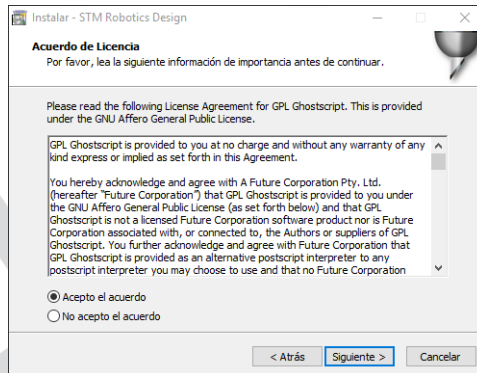 Instalar - STM Robotics Design
Acuerdo de Licencia
Por favor, lea la siguiente información de importancia antes de continuar.
Please read the following License Agreement for GPL Ghostscript. This is provided
under the GNU Affero General Public License.
GPL Ghostscript is provided to you at no charge and without any warranty of any
kind express or implied as set forth in this Agreement.
You hereby acknowledge and agree with A Future Corporation Pty. Ltd.
(hereafter "Future Corporation") that GPL Ghostscript is provided to you under
the GNU Affero General Public License (as set forth below) and that GPL
Ghostscript is not a licensed Future Corporation software product nor is Future
Corporation associated with, or connected to, the Authors or suppliers of GPL
Ghostscript. You further acknowledge and agree with Future Corporation that
GPL Ghostscript is provided as an alternative postscript interpreter to any
postscript interpreter you may choose to use and that no Future Corporation
Acepto el acuerdo
No acepto el acuerdo
< Atrás Siguiente > Cancelar